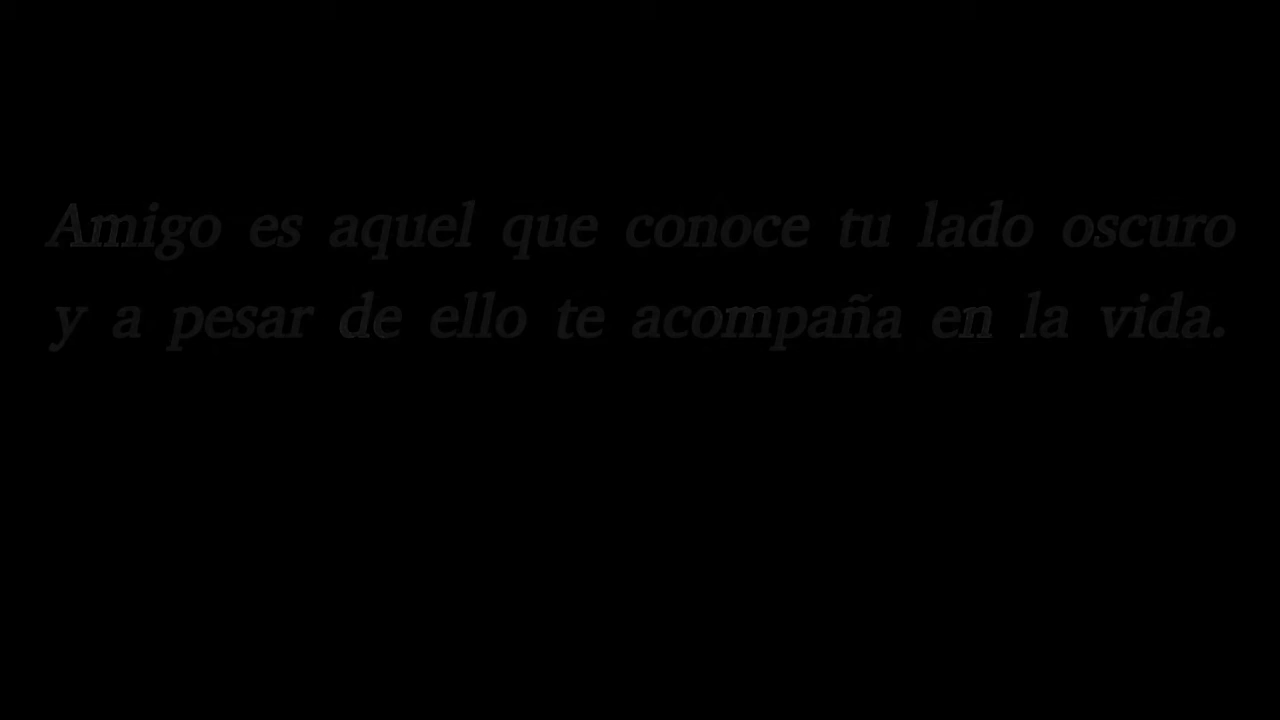 Amigo es aquel que conoce tu lado oscuro
y a pesar de ello te acompaña en la vida.